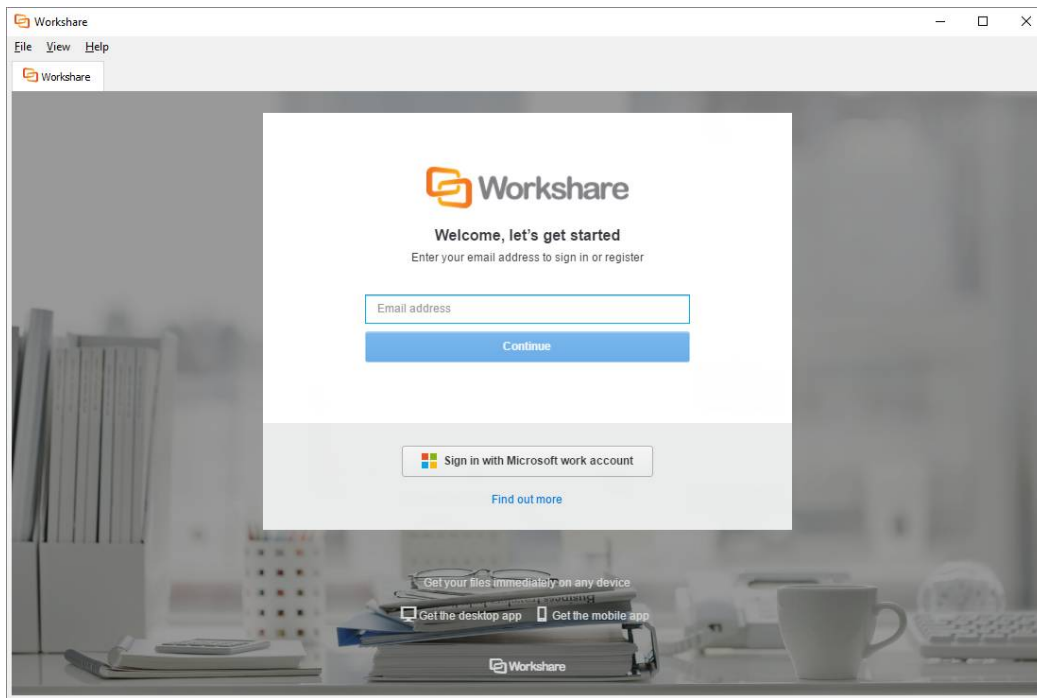 Workshare
File View Help
Workshare
Workshare
Welcome, let's get started
Enter your email address to sign in or register
Email address
Continue
Sign in with Microsoft work account
Find out more
Get your files immediately on any device
Get the desktop app Get the mobile app
Workshare